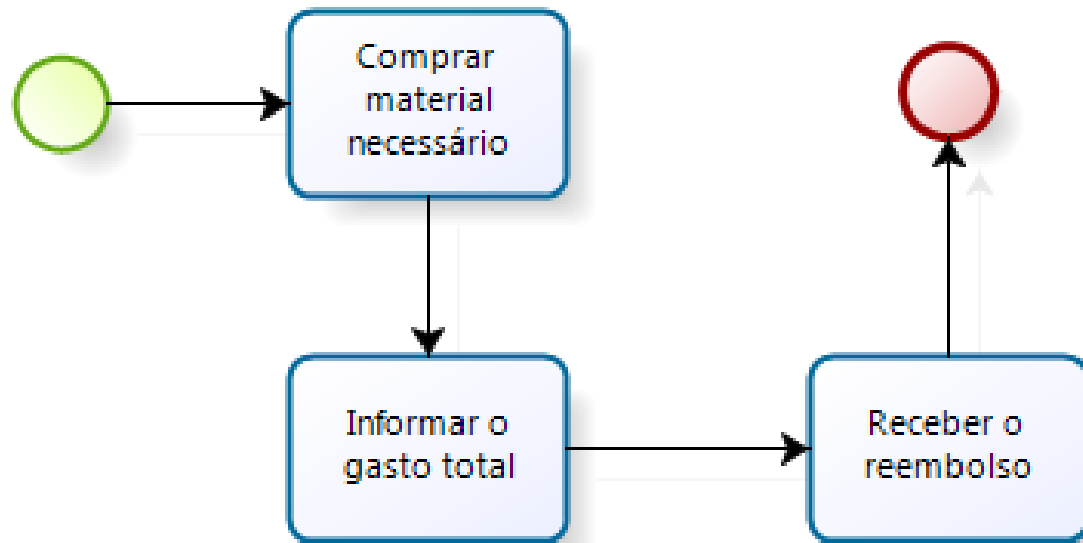 Comprar
material
necessário
Informar o
gasto total
Receber o
reembolso